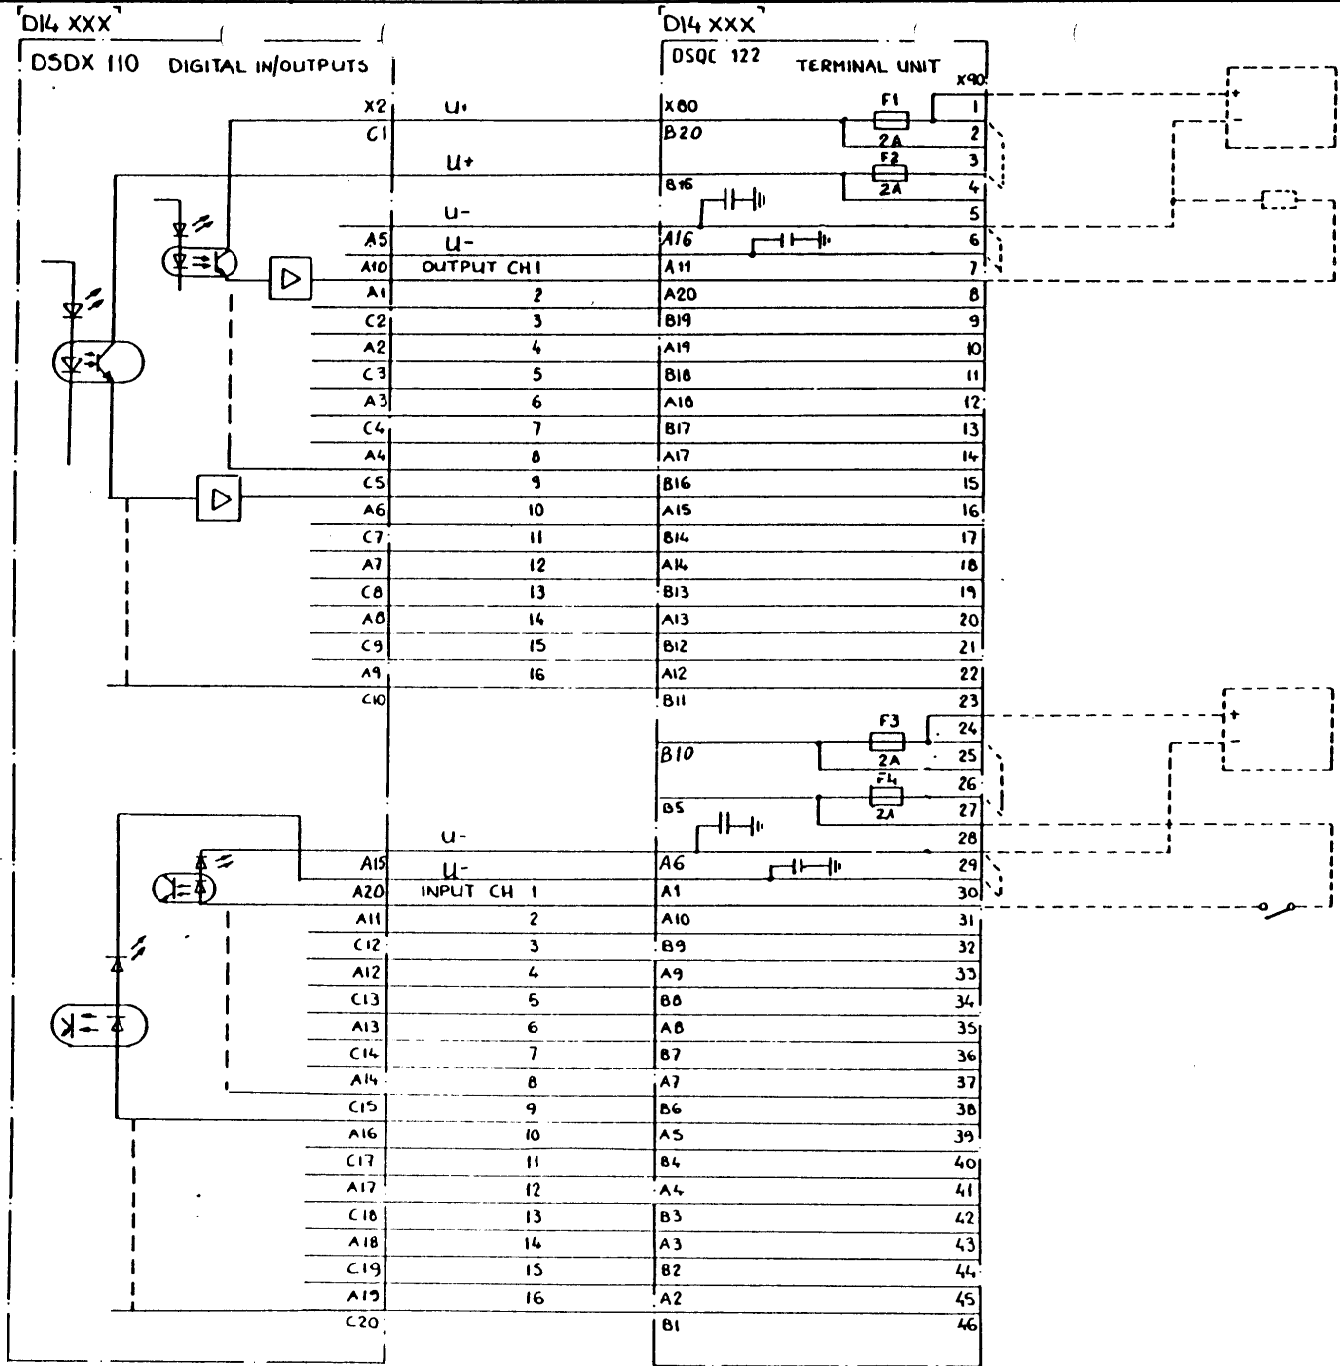 D14 XXX D14 XXX
DSDX 110 DIGITAL IN/OUTPUTS DSQC 122 TERMINAL UNIT
X90
X2 U+ X80 F1 1 +
C1 B20 2A 2 -
U+ F2 3
B16 2A 4
U- 5
A5 U- A16 6
A10 OUTPUT CH 1 A11 7
A1 2 A20 8
C2 3 B19 9
A2 4 A19 10
C3 5 B18 11
A3 6 A18 12
C4 7 B17 13
A4 8 A17 14
C5 9 B16 15
A6 10 A15 16
C7 11 B14 17
A7 12 A14 18
C8 13 B13 19
A8 14 A13 20
C9 15 B12 21
A9 16 A12 22
C10 B11 23
F3 24 +
B10 2A 25 -
F4 26
B5 2A 27
U- 28
A15 U- A6 29
A20 INPUT CH 1 A1 30
A11 2 A10 31
C12 3 B9 32
A12 4 A9 33
C13 5 B8 34
A13 6 A8 35
C14 7 B7 36
A14 8 A7 37
C15 9 B6 38
A16 10 A5 39
C17 11 B4 40
A17 12 A4 41
C18 13 B3 42
A18 14 A3 43
C19 15 B2 44
A19 16 A2 45
C20 B1 46